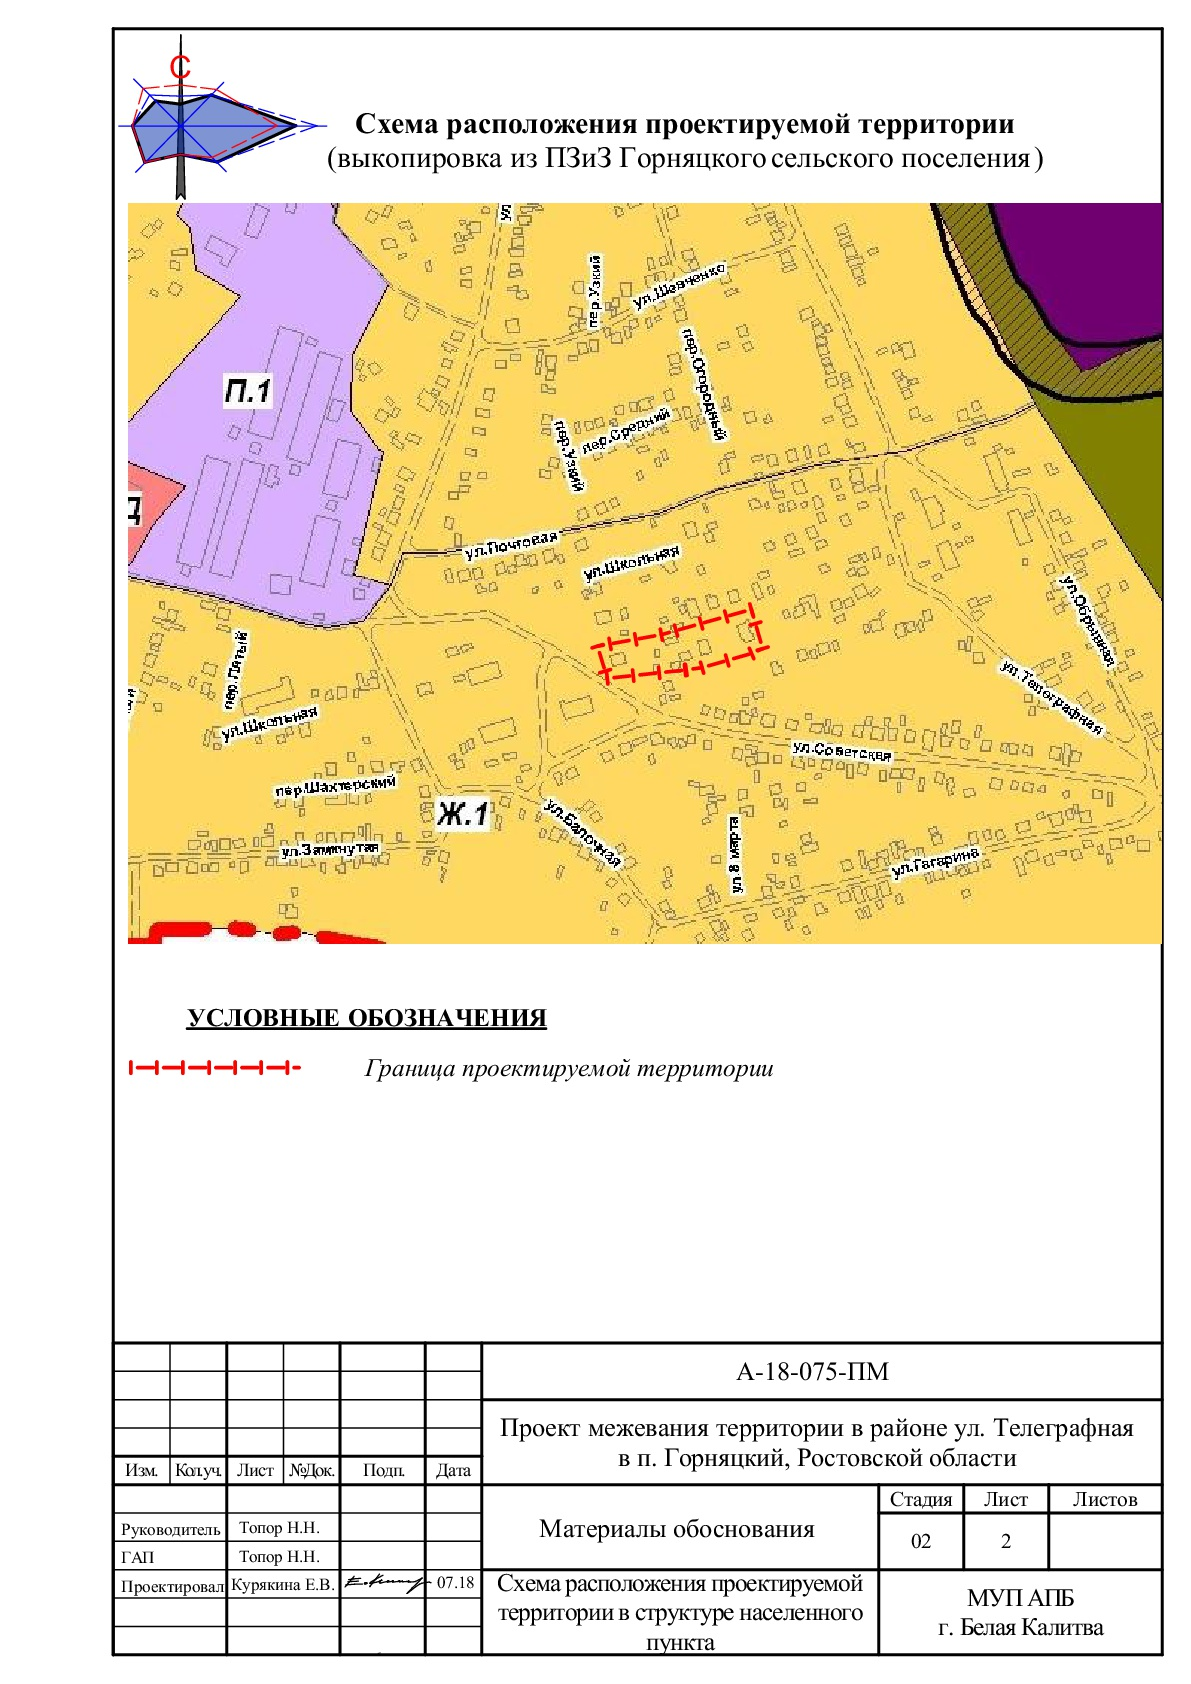 С
Схема расположения проектируемой территории
(выкопировка из ПЗиЗ Горняцкого сельского поселения)
ул
пер.Узкий
ул.Шевченко
пер.Огородный
П.1
пер.Средний
пер.Узкий
Д
ул.Почтовая
ул.Школьная
ул.Обрывная
пер.Пятый
ул.Телеграфная
ул.Школьная
ул.Советская
пер.Шахтерский
Ж.1
ул.Балочная
ул.8 марта
ул.Замкнутая
ул.Гагарина
УСЛОВНЫЕ ОБОЗНАЧЕНИЯ
Граница проектируемой территории
А-18-075-ПМ
Проект межевания территории в районе ул. Телеграфная
в п. Горняцкий, Ростовской области
Изм. Кол.уч. Лист №Док. Подп. Дата
Материалы обоснования
Стадия Лист Листов
02 2
Руководитель Топор Н.Н.
ГАП Топор Н.Н.
Проектировал Курякина Е.В. 07.18
Схема расположения проектируемой
территории в структуре населенного
пункта
МУП АПБ
г. Белая Калитва